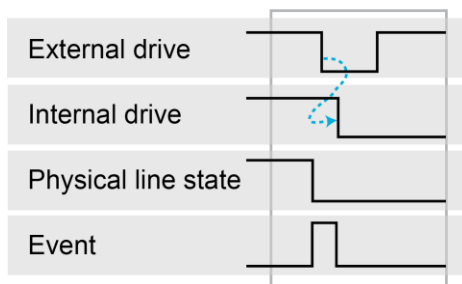 External drive
Internal drive
Physical line state
Event